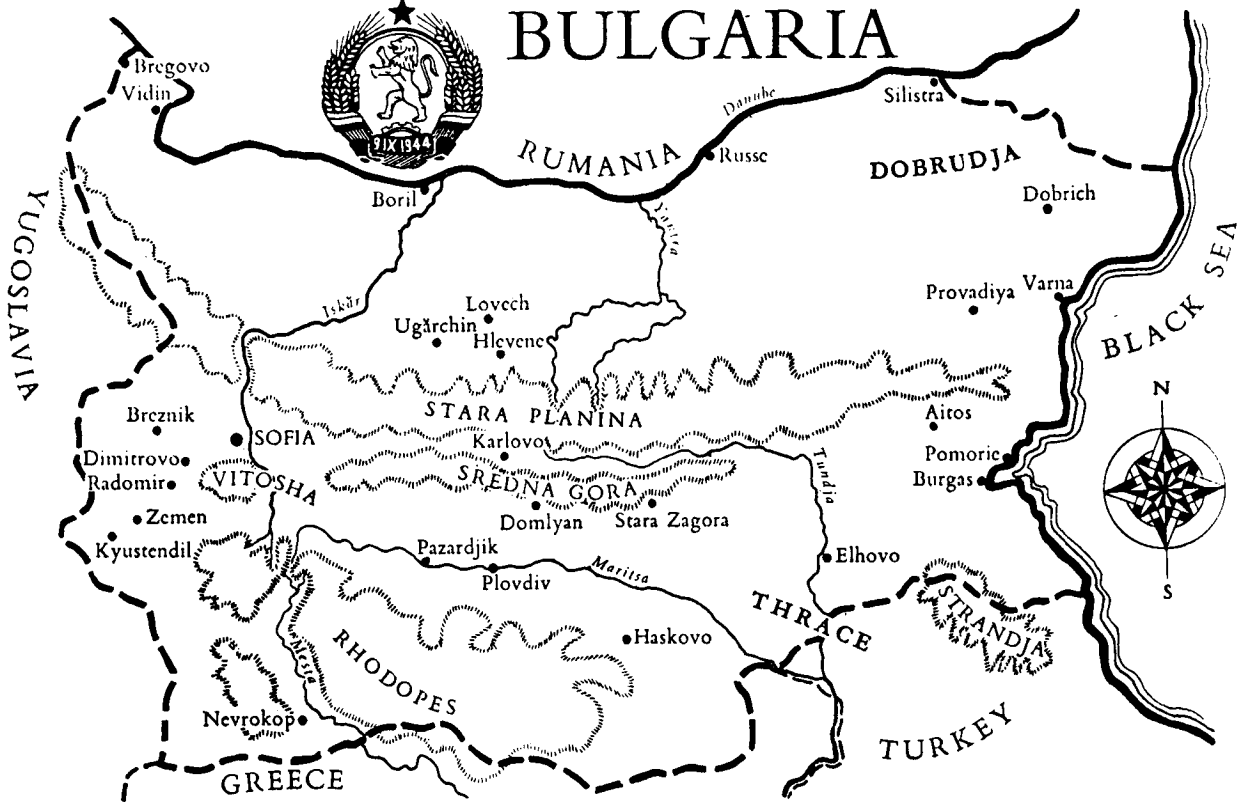 BULGARIA
9 IX 1944
Bregovo
Vidin
Danube
Silistra
RUMANIA
Russe
DOBRUDJA
Boril
Dobrich
YUGOSLAVIA
Yantra
BLACK SEA
Iskăr
Lovech
Ugărchin
Hlevene
Provadiya
Varna
STARA PLANINA
Breznik
SOFIA
Karlovo
Aitos
Dimitrovo
Radomir
VITOSHA
SREDNA GORA
Tundja
Pomorie
Burgas
N
S
Zemen
Kyustendil
Domlyan
Stara Zagora
Pazardjik
Plovdiv
Maritsa
Elhovo
THRACE
STRANDJA
Mesta
RHODOPES
Haskovo
Nevrokop
GREECE
TURKEY